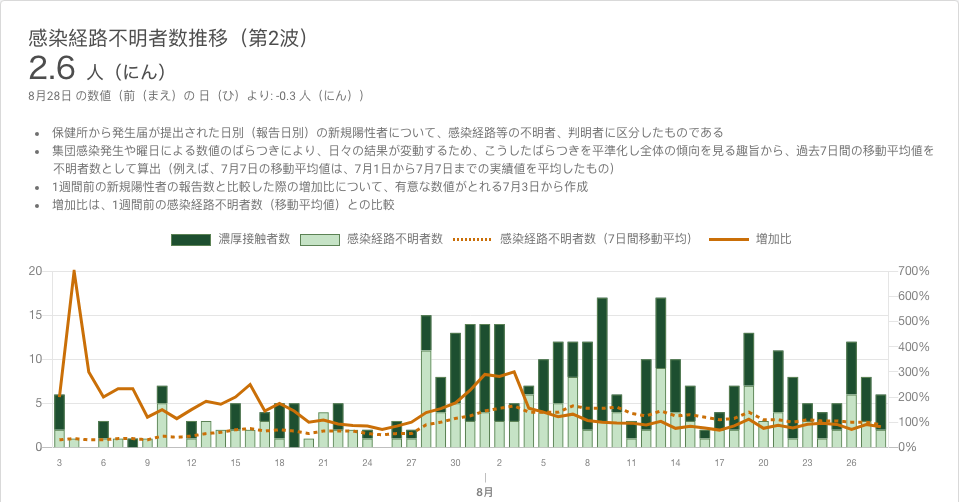 感染経路不明者数推移（第2波）
2.6 人（にん）
8月28日 の数値（前（まえ）の 日（ひ）より: -0.3 人（にん））
• 保健所から発生届が提出された日別（報告日別）の新規陽性者について、感染経路等の不明者、判明者に区分したものである
• 集団感染発生や曜日による数値のばらつきにより、日々の結果が変動するため、こうしたばらつきを平準化し全体の傾向を見る趣旨から、過去7日間の移動平均値を
不明者数として算出（例えば、7月7日の移動平均値は、7月1日から7月7日までの実績値を平均したもの）
• 1週間前の新規陽性者の報告数と比較した際の増加比について、有意な数値がとれる7月3日から作成
• 増加比は、1週間前の感染経路不明者数（移動平均値）との比較
濃厚接触者数 感染経路不明者数 感染経路不明者数（7日間移動平均） 増加比
20 700%
600%
15 500%
400%
10 300%
5 200%
100%
0 0%
3 6 9 12 15 18 21 24 27 30 2 5 8 11 14 17 20 23 26
8月